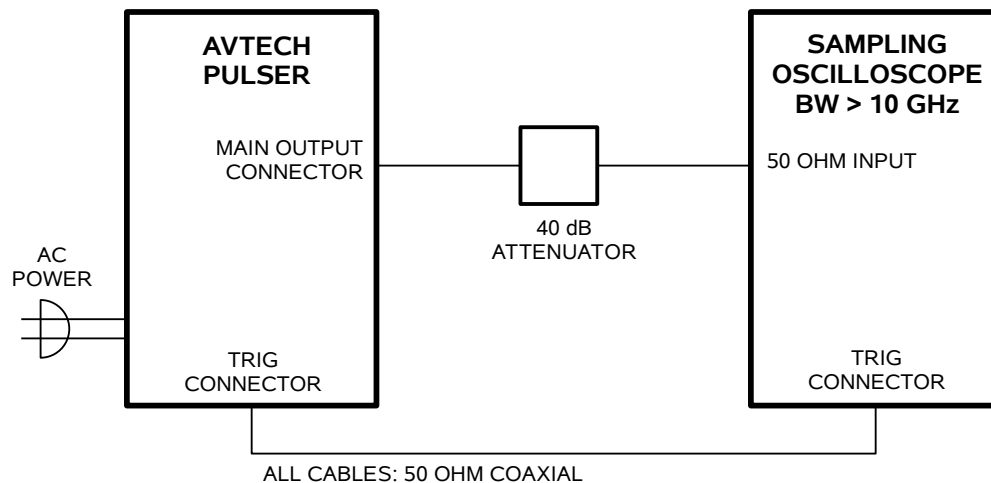 AVTECH
PULSER
MAIN OUTPUT
CONNECTOR
AC
POWER
TRIG
CONNECTOR
40 dB
ATTENUATOR
SAMPLING
OSCILLOSCOPE
BW > 10 GHz
50 OHM INPUT
TRIG
CONNECTOR
ALL CABLES: 50 OHM COAXIAL